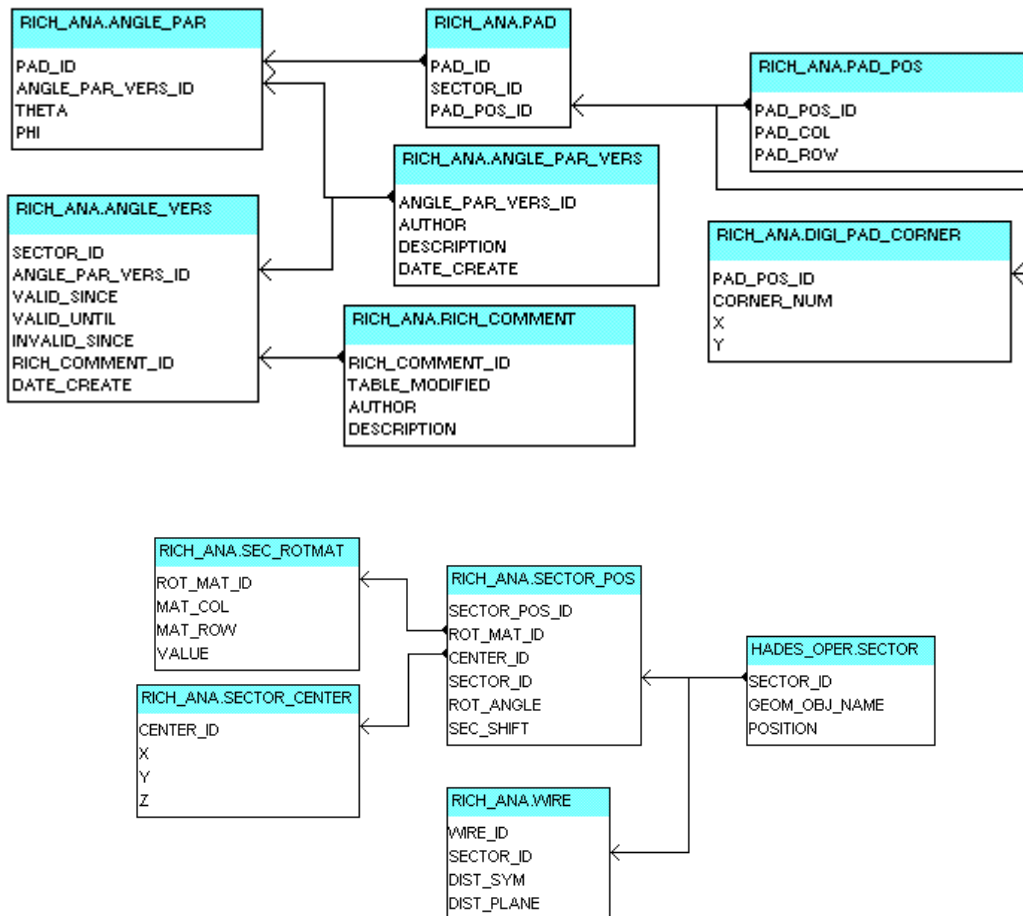 RICH_ANA.ANGLE_PAR
PAD_ID
ANGLE_PAR_VERS_ID
THETA
PHI
RICH_ANA.PAD
PAD_ID
SECTOR_ID
PAD_POS_ID
RICH_ANA.PAD_POS
PAD_POS_ID
PAD_COL
PAD_ROW
RICH_ANA.ANGLE_PAR_VERS
ANGLE_PAR_VERS_ID
AUTHOR
DESCRIPTION
DATE_CREATE
RICH_ANA.ANGLE_VERS
SECTOR_ID
ANGLE_PAR_VERS_ID
VALID_SINCE
VALID_UNTIL
INVALID_SINCE
RICH_COMMENT_ID
DATE_CREATE
RICH_ANA.DIGI_PAD_CORNER
PAD_POS_ID
CORNER_NUM
X
Y
RICH_ANA.RICH_COMMENT
RICH_COMMENT_ID
TABLE_MODIFIED
AUTHOR
DESCRIPTION
RICH_ANA.SEC_ROTMAT
ROT_MAT_ID
MAT_COL
MAT_ROW
VALUE
RICH_ANA.SECTOR_POS
SECTOR_POS_ID
ROT_MAT_ID
CENTER_ID
SECTOR_ID
ROT_ANGLE
SEC_SHIFT
HADES_OPER.SECTOR
SECTOR_ID
GEOM_OBJ_NAME
POSITION
RICH_ANA.SECTOR_CENTER
CENTER_ID
X
Y
Z
RICH_ANA.WIRE
WIRE_ID
SECTOR_ID
DIST_SYM
DIST_PLANE